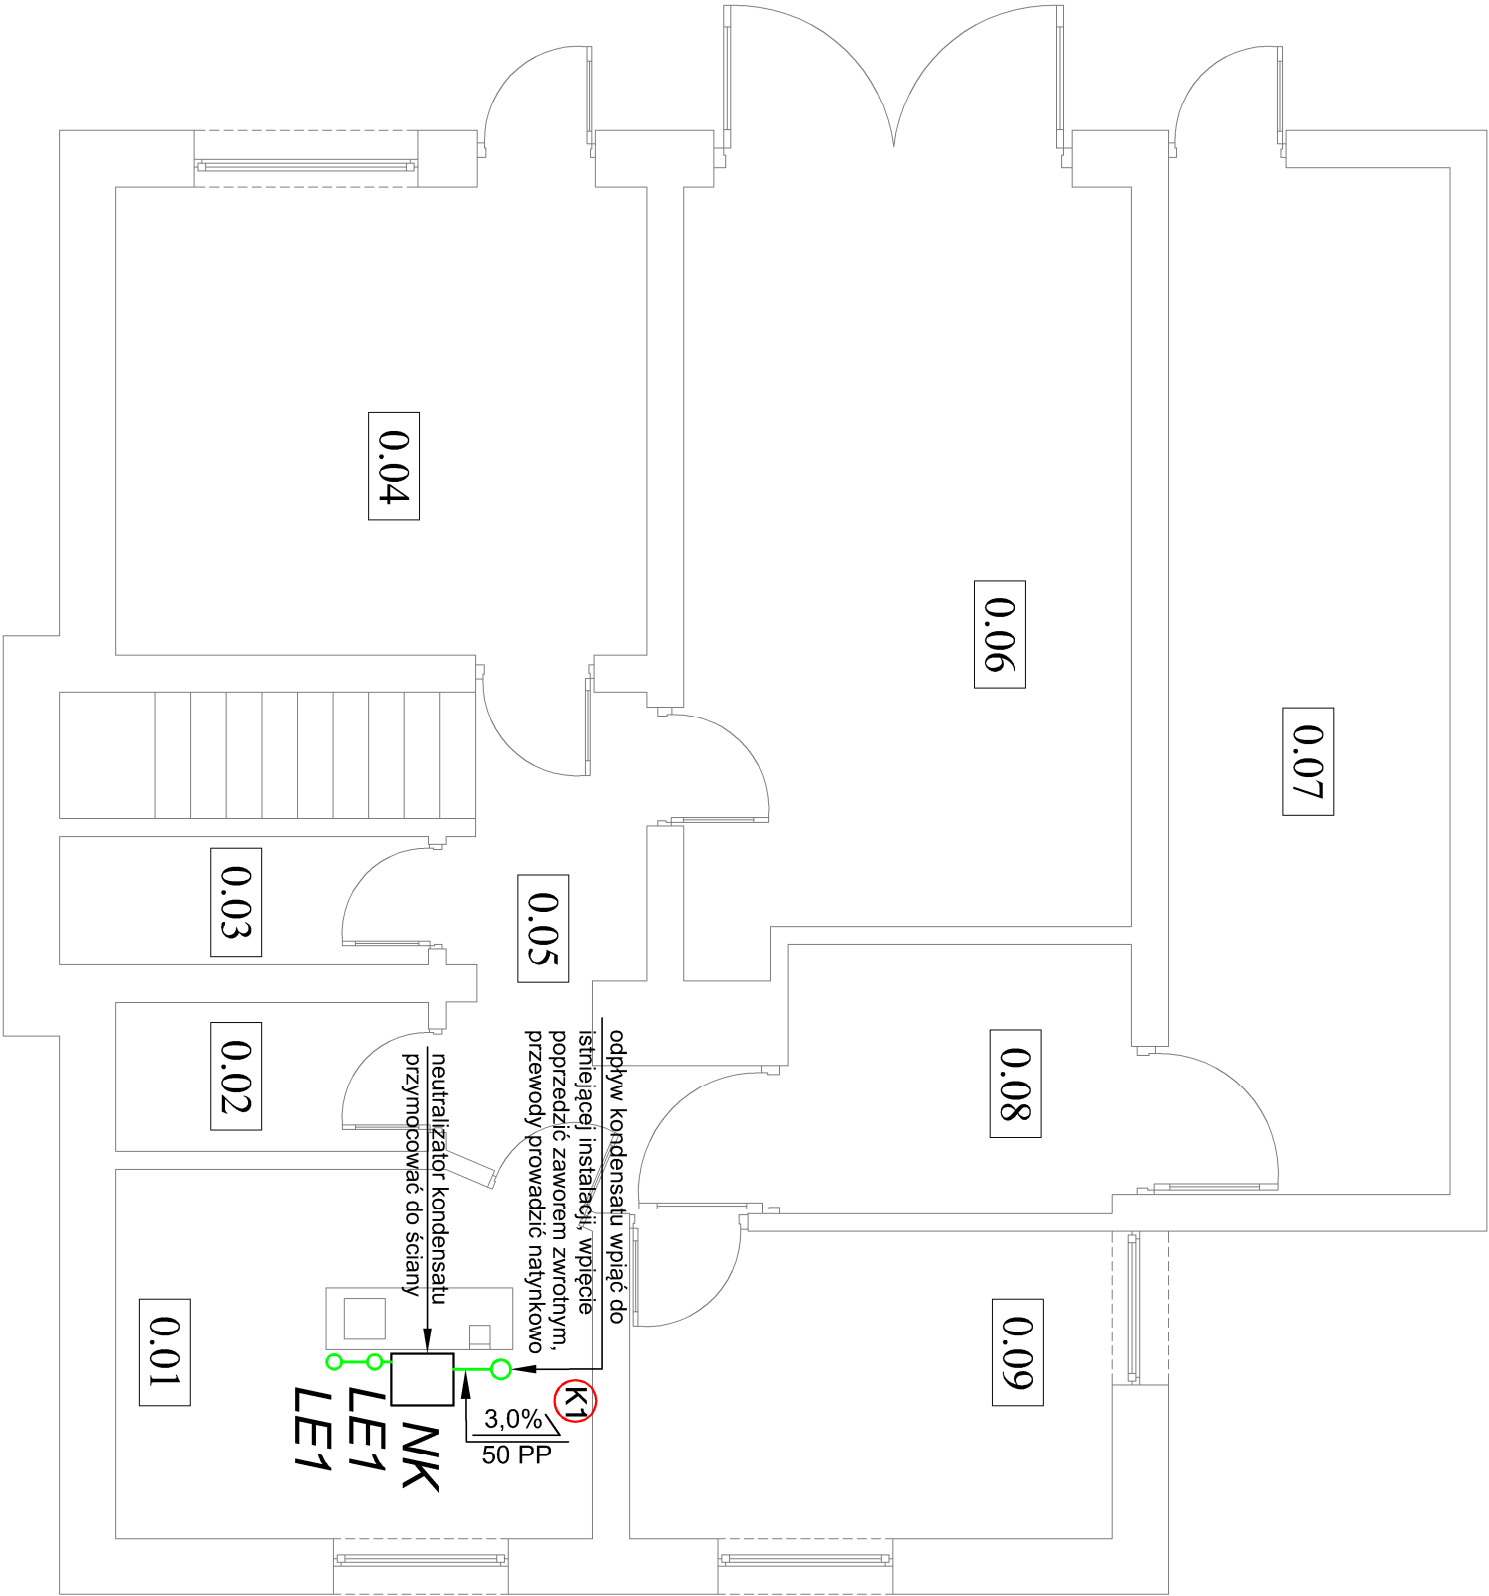 0.04
0.06
0.07
0.03
0.05
0.02
0.08
odpływ kondensatu wpiąć do
istniejącej instalacji, wpięcie
poprzedzić zaworem zwrotnym,
przewody prowadzić natynkowo
neutralizator kondensatu
przymocować do ściany
0.01
0.09
K1
3,0%
50 PP
NK
LE1
LE1